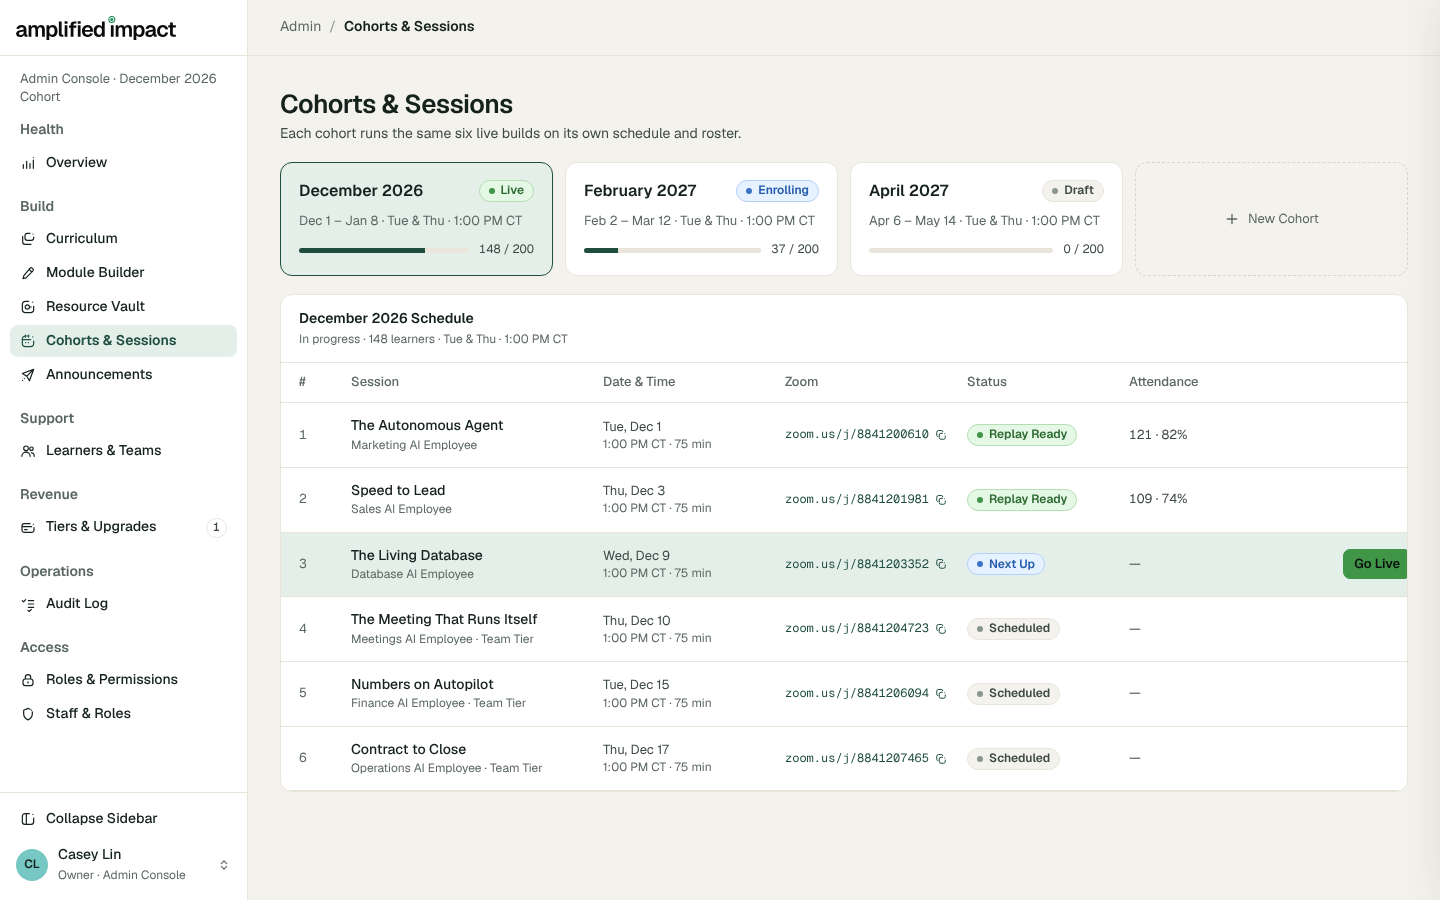 amplified impact
Admin Console · December 2026
Cohort
Health
Overview
Build
Curriculum
Module Builder
Resource Vault
Cohorts & Sessions
Announcements
Support
Learners & Teams
Revenue
Tiers & Upgrades 1
Operations
Audit Log
Access
Roles & Permissions
Staff & Roles
Collapse Sidebar
CL
Casey Lin
Owner · Admin Console
Admin / Cohorts & Sessions
Cohorts & Sessions
Each cohort runs the same six live builds on its own schedule and roster.
December 2026 Live
Dec 1 – Jan 8 · Tue & Thu · 1:00 PM CT
148 / 200
February 2027 Enrolling
Feb 2 – Mar 12 · Tue & Thu · 1:00 PM CT
37 / 200
April 2027 Draft
Apr 6 – May 14 · Tue & Thu · 1:00 PM CT
0 / 200
New Cohort
December 2026 Schedule
In progress · 148 learners · Tue & Thu · 1:00 PM CT
# Session Date & Time Zoom Status Attendance
1 The Autonomous Agent Tue, Dec 1 zoom.us/j/8841200610 Replay Ready 121 · 82%
Marketing AI Employee 1:00 PM CT · 75 min
2 Speed to Lead Thu, Dec 3 zoom.us/j/8841201981 Replay Ready 109 · 74%
Sales AI Employee 1:00 PM CT · 75 min
3 The Living Database Wed, Dec 9 zoom.us/j/8841203352 Next Up — Go Live
Database AI Employee 1:00 PM CT · 75 min
4 The Meeting That Runs Itself Thu, Dec 10 zoom.us/j/8841204723 Scheduled —
Meetings AI Employee · Team Tier 1:00 PM CT · 75 min
5 Numbers on Autopilot Tue, Dec 15 zoom.us/j/8841206094 Scheduled —
Finance AI Employee · Team Tier 1:00 PM CT · 75 min
6 Contract to Close Thu, Dec 17 zoom.us/j/8841207465 Scheduled —
Operations AI Employee · Team Tier 1:00 PM CT · 75 min